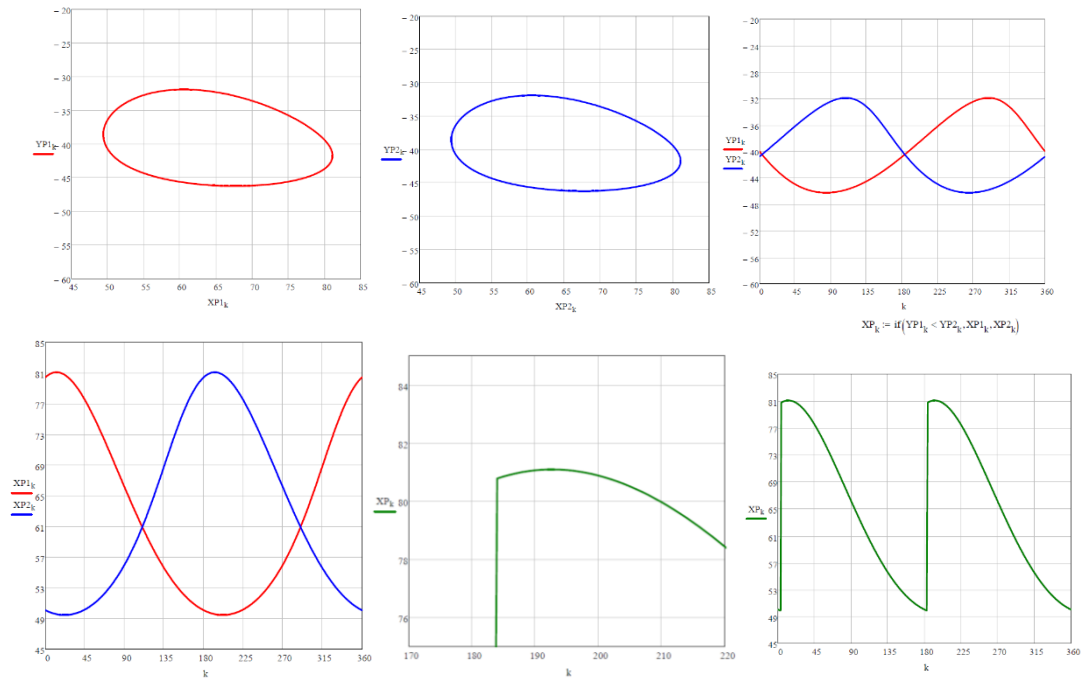 − 20
− 25
− 30
− 35
YP1k
− 40
− 45
− 50
− 55
− 60
45 50 55 60 65 70 75 80 85
XP1k
− 20
− 25
− 30
− 35
YP2k
− 40
− 45
− 50
− 55
− 60
45 50 55 60 65 70 75 80 85
XP2k
− 20
− 24
− 28
− 32
− 36
YP1k
− 40
YP2k
− 44
− 48
− 52
− 56
− 60
0 45 90 135 180 225 270 315 360
k
XPk := if(YP1k < YP2k, XP1k, XP2k)
85
81
77
73
69
XP1k
65
XP2k
61
57
53
49
45
0 45 90 135 180 225 270 315 360
k
84
82
XPk
80
78
76
170 180 190 200 210 220
k
85
81
77
73
69
XPk
65
61
57
53
49
45
0 45 90 135 180 225 270 315 360
k